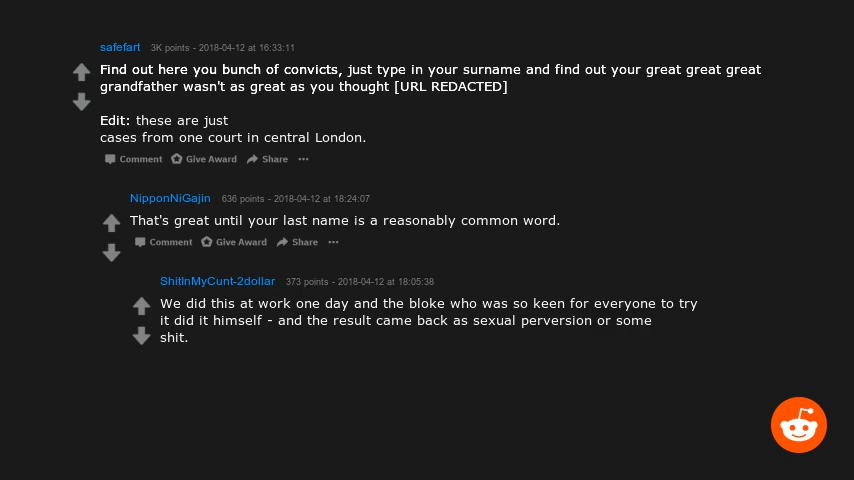 safefart 3K points - 2018-04-12 at 16:33:11
Find out here you bunch of convicts, just type in your surname and find out your great great great
grandfather wasn't as great as you thought [URL REDACTED]
Edit: these are just
cases from one court in central London.
Comment Give Award Share ···
NipponNiGajin 636 points - 2018-04-12 at 18:24:07
That's great until your last name is a reasonably common word.
Comment Give Award Share ···
ShitInMyCunt-2dollar 373 points - 2018-04-12 at 18:05:38
We did this at work one day and the bloke who was so keen for everyone to try
it did it himself - and the result came back as sexual perversion or some
shit.